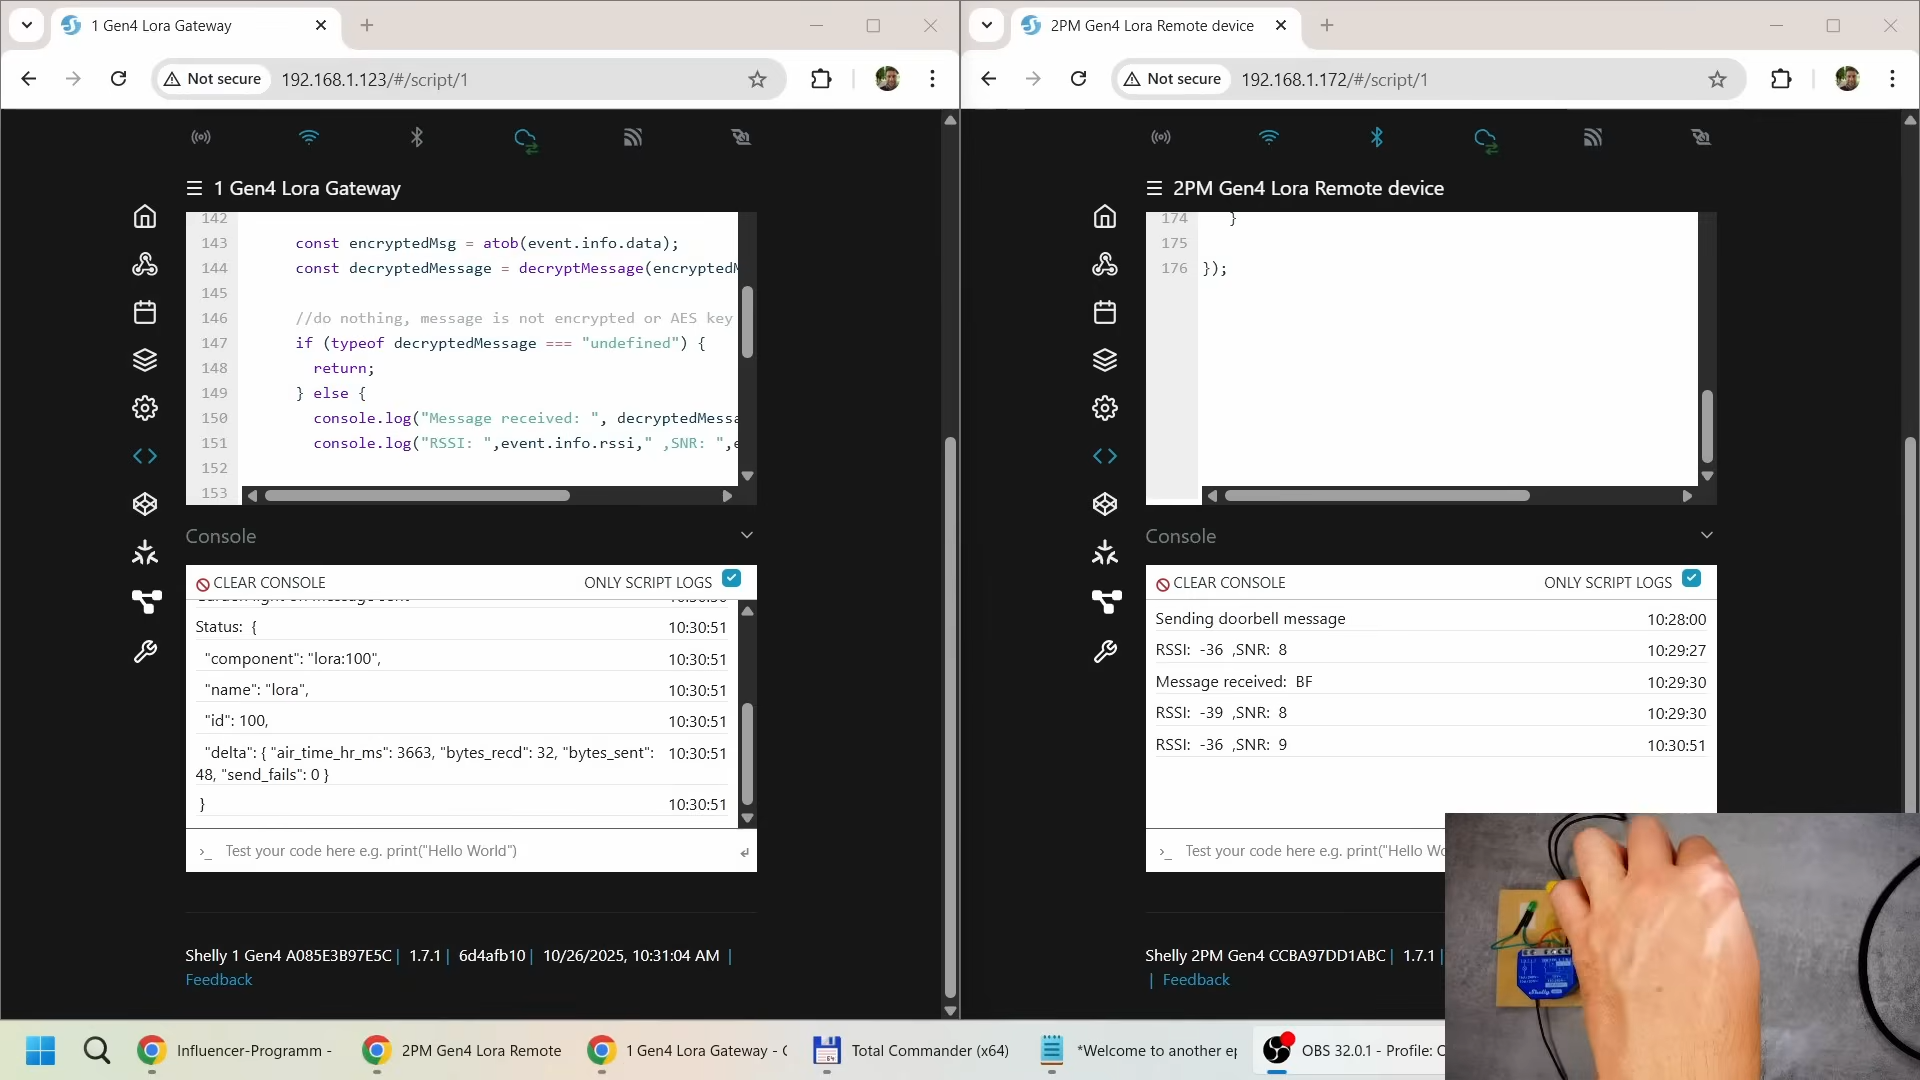 1 Gen4 Lora Gateway
2PM Gen4 Lora Remote device
Not secure
192.168.1.123/#/script/1
Not secure
192.168.1.172/#/script/1
1 Gen4 Lora Gateway
142
143 const encryptedMsg = atob(event.info.data);
144 const decryptedMessage = decryptMessage(encryptedM
145
146 //do nothing, message is not encrypted or AES key
147 if (typeof decryptedMessage === "undefined") {
148 return;
149 } else {
150 console.log("Message received: ", decryptedMessa
151 console.log("RSSI: ",event.info.rssi," ,SNR: ",e
152
153
Console
CLEAR CONSOLE
ONLY SCRIPT LOGS
Status: { 10:30:51
"component": "lora:100", 10:30:51
"name": "lora", 10:30:51
"id": 100, 10:30:51
"delta": { "air_time_hr_ms": 3663, "bytes_recd": 32, "bytes_sent": 10:30:51
48, "send_fails": 0 }
} 10:30:51
Test your code here e.g. print("Hello World")
Shelly 1 Gen4 A085E3B97E5C | 1.7.1 | 6d4afb10 | 10/26/2025, 10:31:04 AM |
Feedback
2PM Gen4 Lora Remote device
174 }
175
176 });
Console
CLEAR CONSOLE
ONLY SCRIPT LOGS
Sending doorbell message 10:28:00
RSSI: -36 ,SNR: 8 10:29:27
Message received: BF 10:29:30
RSSI: -39 ,SNR: 8 10:29:30
RSSI: -36 ,SNR: 9 10:30:51
Test your code here e.g. print("Hello Wo
Shelly 2PM Gen4 CCBA97DD1ABC | 1.7.1 |
| Feedback
Shelly
Influencer-Programm -
2PM Gen4 Lora Remote
1 Gen4 Lora Gateway - (
Total Commander (x64)
*Welcome to another ep
OBS 32.0.1 - Profile: C